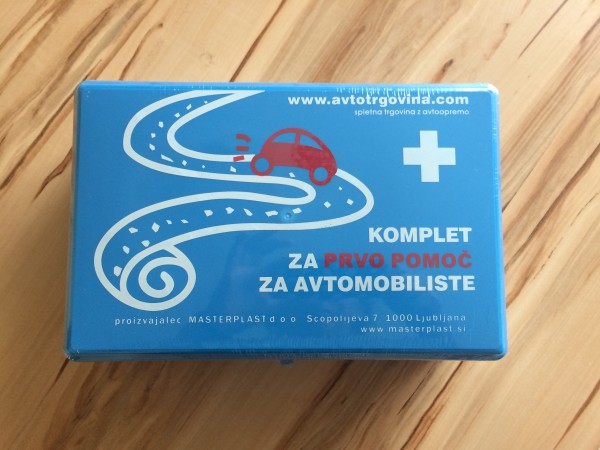 www.avtotrgovina.com
spletna trgovina z avtoopremo
KOMPLET
ZA PRVO POMOČ
ZA AVTOMOBILISTE
proizvajalec MASTERPLAST d o o Scopolijeva 7 1000 Ljubljana
www masterplast si